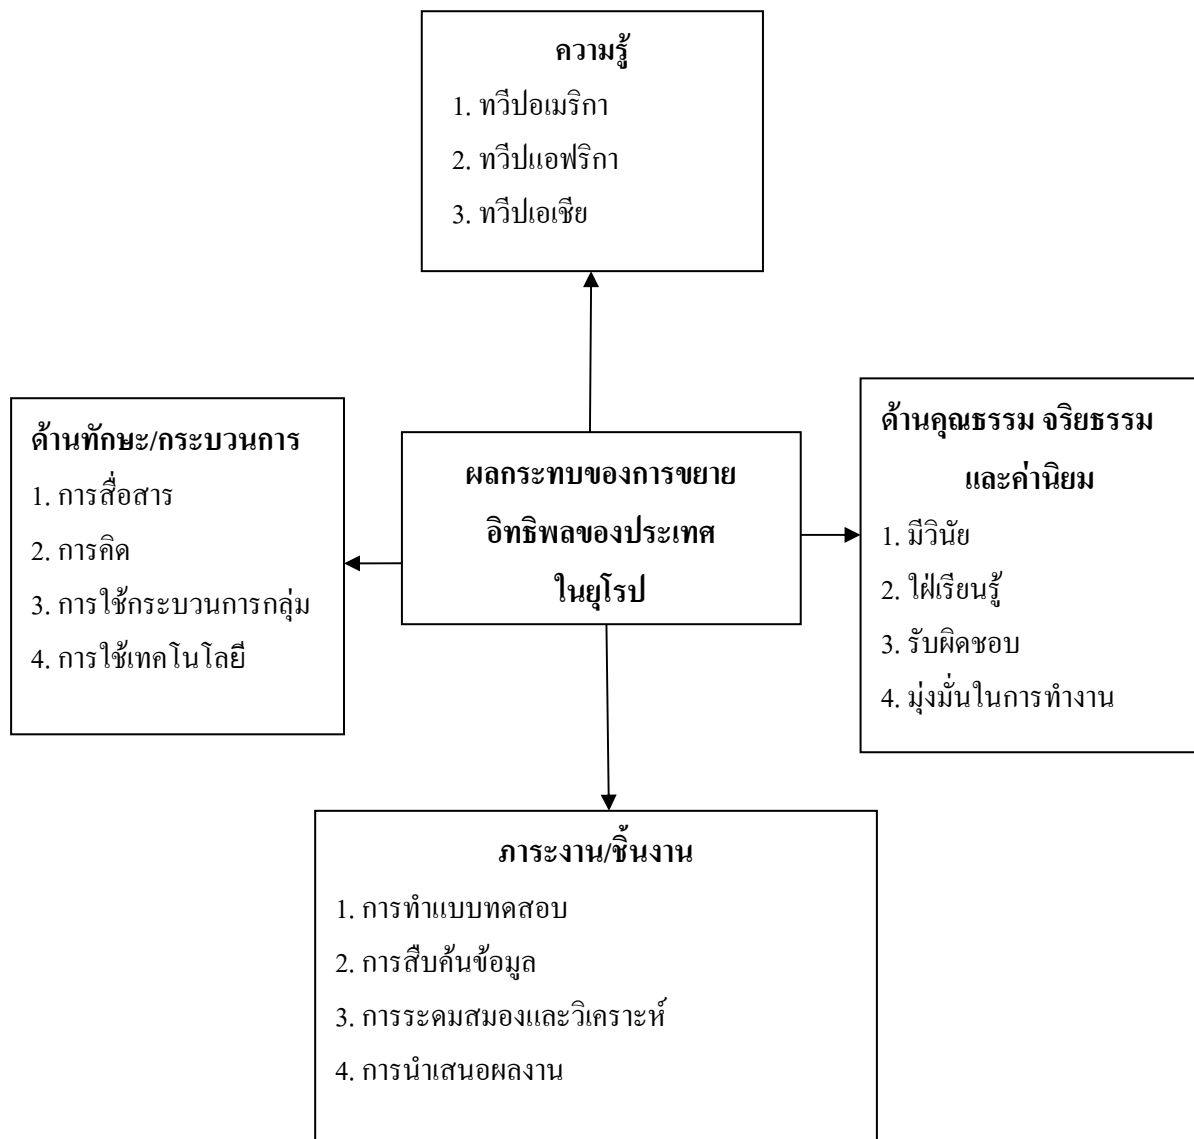 ความรู้
1. ทวีปอเมริกา
2. ทวีปแอฟริกา
3. ทวีปเอเชีย
ด้านทักษะ/กระบวนการ
1. การสื่อสาร
2. การคิด
3. การใช้กระบวนการกลุ่ม
4. การใช้เทคโนโลยี
ผลกระทบของการขยาย
อิทธิพลของประเทศ
ในยุโรป
ด้านคุณธรรม จริยธรรม
และค่านิยม
1. มีวินัย
2. ใฝ่เรียนรู้
3. รับผิดชอบ
4. มุ่งมั่นในการทำงาน
ภาระงาน/ชิ้นงาน
1. การทำแบบทดสอบ
2. การสืบค้นข้อมูล
3. การระดมสมองและวิเคราะห์
4. การนำเสนอผลงาน